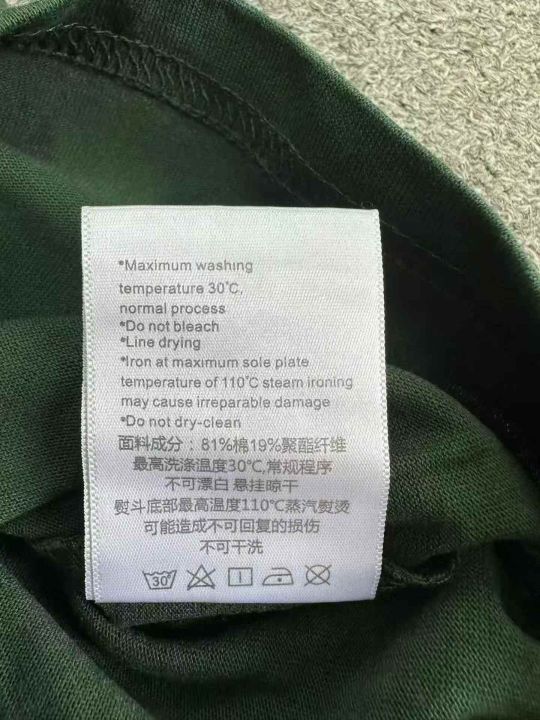 *Maximum washing
temperature 30℃,
normal process
*Do not bleach
*Line drying
*Iron at maximum sole plate
temperature of 110℃ steam ironing
may cause irreparable damage
*Do not dry-clean
面料成分：81%棉19%聚酯纤维
最高洗涤温度30℃,常规程序
不可漂白 悬挂晾干
熨斗底部最高温度110℃蒸汽熨烫
可能造成不可回复的损伤
不可干洗
30°